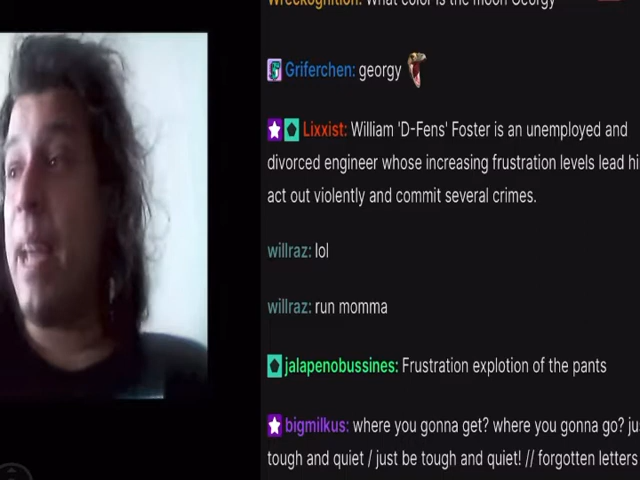 Wreckognition: What color is the moon Georgy
Griferchen: georgy
Lixxist: William 'D-Fens' Foster is an unemployed and
divorced engineer whose increasing frustration levels lead hi
act out violently and commit several crimes.
willraz: lol
willraz: run momma
jalapenobussines: Frustration explotion of the pants
bigmilkus: where you gonna get? where you gonna go? ju
tough and quiet / just be tough and quiet! // forgotten letters